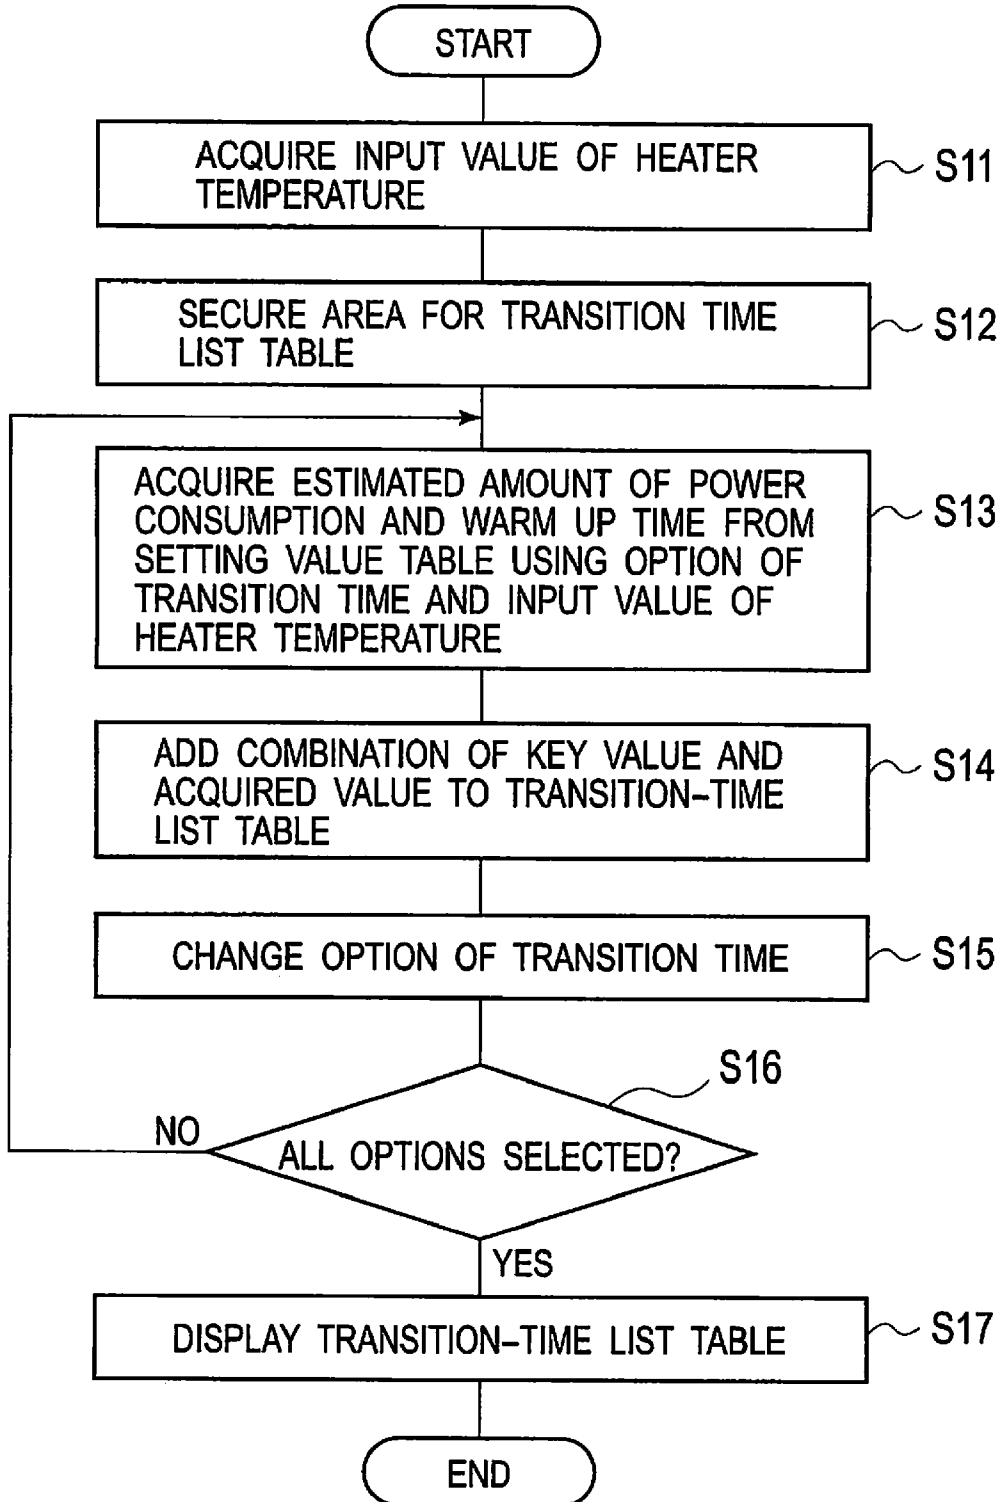 START
ACQUIRE INPUT VALUE OF HEATER
TEMPERATURE
S11
SECURE AREA FOR TRANSITION TIME
LIST TABLE
S12
ACQUIRE ESTIMATED AMOUNT OF POWER
CONSUMPTION AND WARM UP TIME FROM
SETTING VALUE TABLE USING OPTION OF
TRANSITION TIME AND INPUT VALUE OF
HEATER TEMPERATURE
S13
ADD COMBINATION OF KEY VALUE AND
ACQUIRED VALUE TO TRANSITION-TIME
LIST TABLE
S14
CHANGE OPTION OF TRANSITION TIME
S15
S16
NO
ALL OPTIONS SELECTED?
YES
DISPLAY TRANSITION-TIME LIST TABLE
S17
END